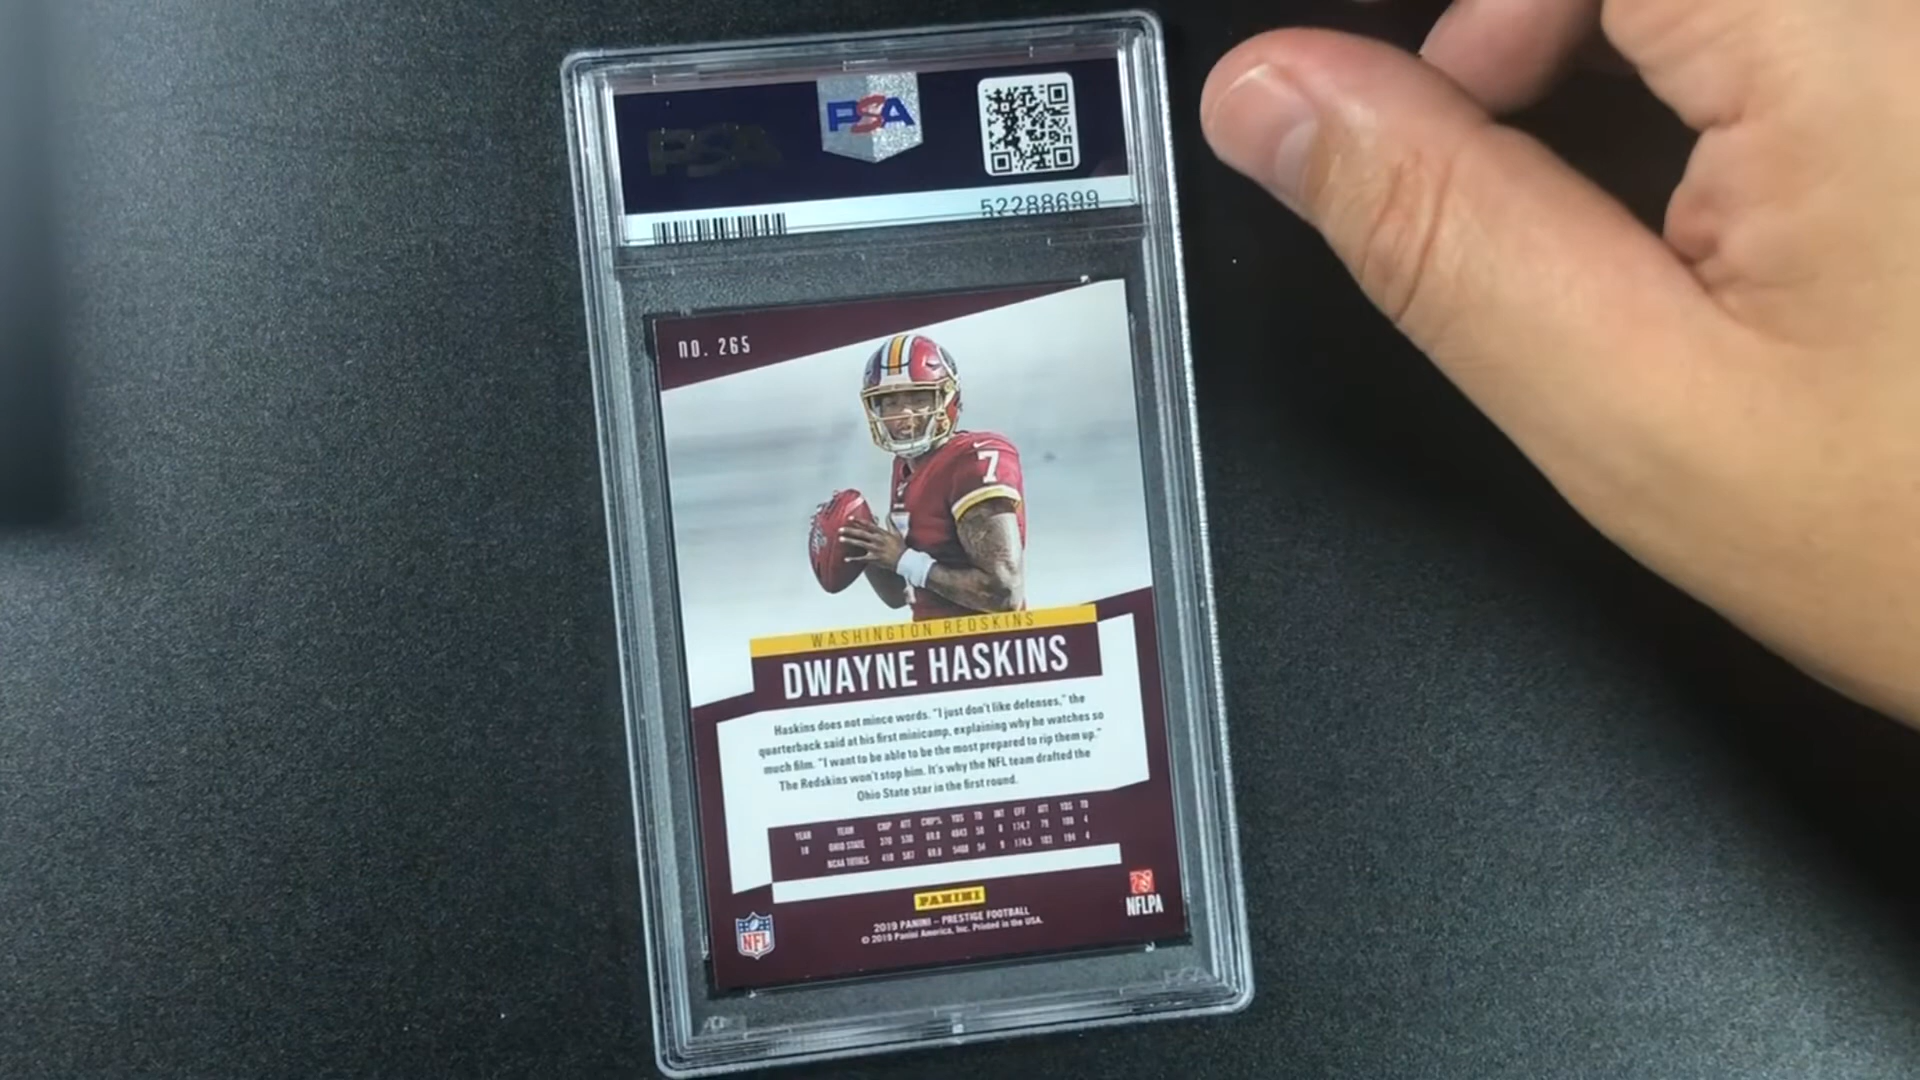 PSA
PSA
52288699
NO. 265
7
WASHINGTON REDSKINS
DWAYNE HASKINS
Haskins does not mince words. "I just don't like defenses," the
quarterback said at his first minicamp, explaining why he watches so
much film. "I want to be able to be the most prepared to rip them up."
The Redskins won't stop him. It's why the NFL team drafted the
Ohio State star in the first round.
YEAR TEAM CMP ATT CMP% YDS TD INT EFF ATT YDS TD
18 OHIO STATE 370 530 69.8 4843 50 8 174.7 79 108 4
NCAA TOTALS 410 587 69.8 5408 54 9 174.5 102 194 4
PANINI
2019 PANINI – PRESTIGE FOOTBALL
© 2019 Panini America, Inc. Printed in the USA.
NFL
NFLPA